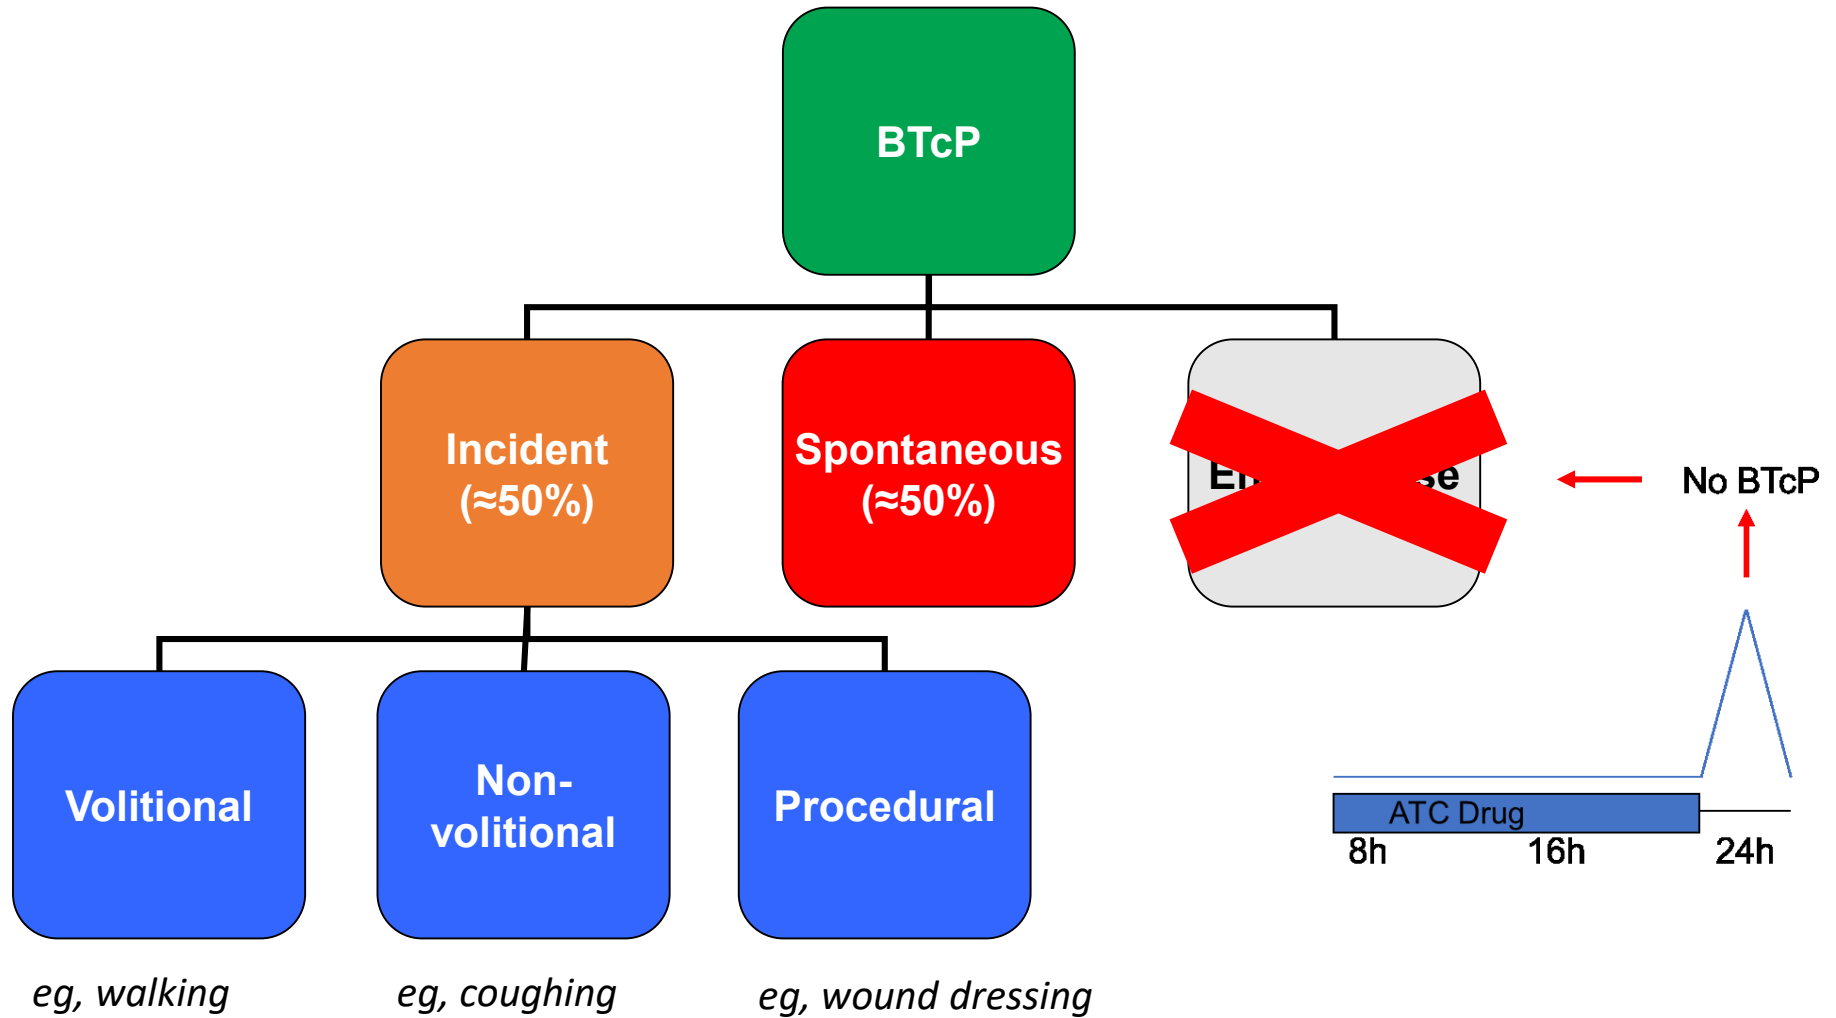 BTcP
Incident
(≈50%)
Spontaneous
(≈50%)
No BTcP
Volitional
Non-
volitional
Procedural
ATC Drug
8h
16h
24h
eg, walking
eg, coughing
eg, wound dressing